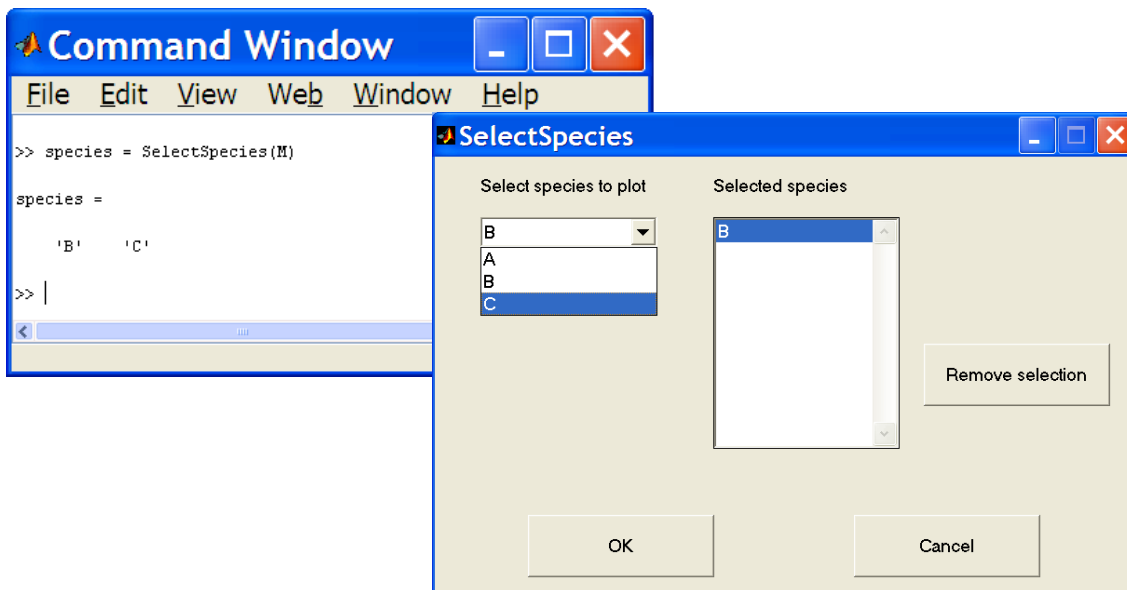 Command Window
File Edit View Web Window Help
>> species = SelectSpecies(M)
species =
'B' 'C'
>>
SelectSpecies
Select species to plot
Selected species
B
A
B
C
B
Remove selection
OK
Cancel